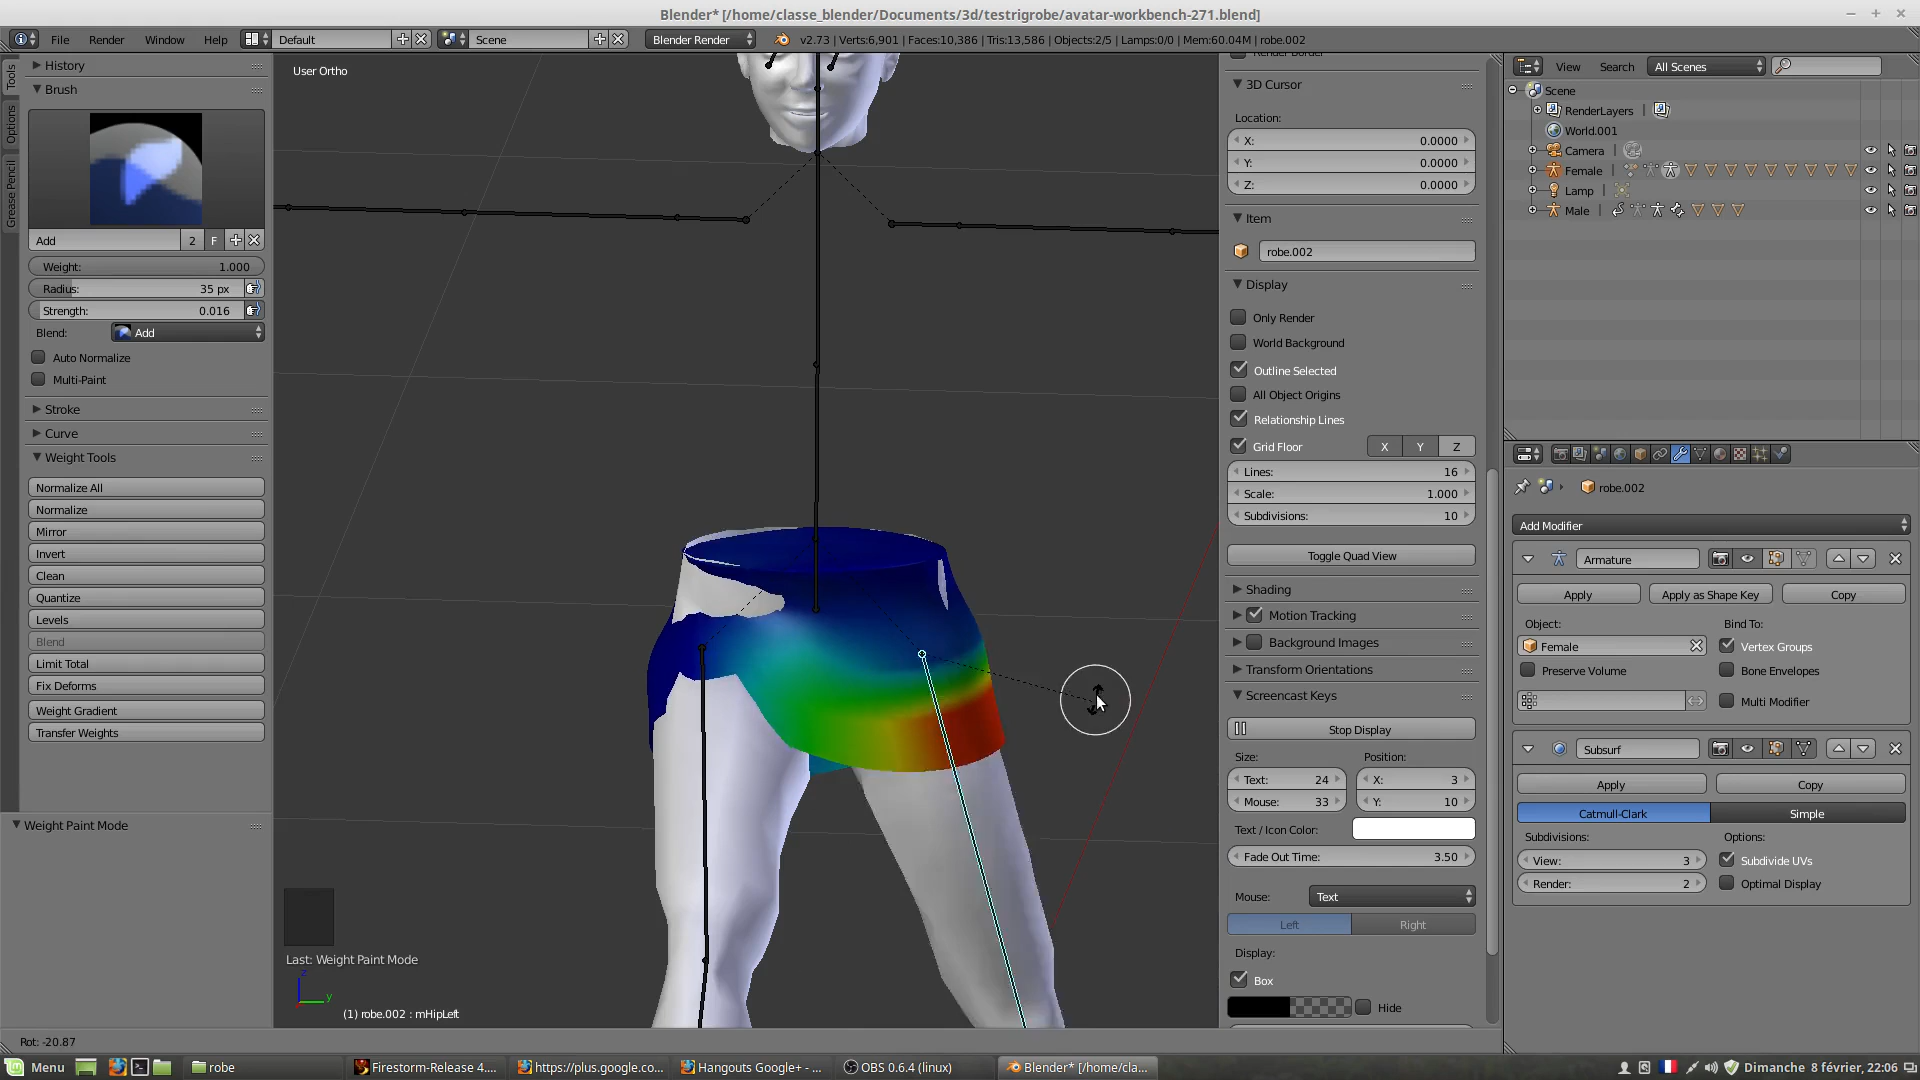 Blender* [/home/classe_blender/Documents/3d/testrigrobe/avatar-workbench-271.blend]
File Render Window Help Default Scene Blender Render v2.73 | Verts:6,901 | Faces:10,386 | Tris:13,586 | Objects:2/5 | Lamps:0/0 | Mem:60.04M | robe.002
Tools
Options
Grease Pencil
History
Brush
Add 2 F
Weight: 1.000
Radius: 35 px
Strength: 0.016
Blend: Add
Auto Normalize
Multi-Paint
Stroke
Curve
Weight Tools
Normalize All
Normalize
Mirror
Invert
Clean
Quantize
Levels
Blend
Limit Total
Fix Deforms
Weight Gradient
Transfer Weights
Weight Paint Mode
User Ortho
Last: Weight Paint Mode
z
y
(1) robe.002 : mHipLeft
Rot: -20.87
3D Cursor
Location:
X: 0.0000
Y: 0.0000
Z: 0.0000
Item
robe.002
Display
Only Render
World Background
Outline Selected
All Object Origins
Relationship Lines
Grid Floor X Y Z
Lines: 16
Scale: 1.000
Subdivisions: 10
Toggle Quad View
Shading
Motion Tracking
Background Images
Transform Orientations
Screencast Keys
Stop Display
Size: Position:
Text: 24 X: 3
Mouse: 33 Y: 10
Text / Icon Color:
Fade Out Time: 3.50
Mouse: Text
Left Right
Display:
Box
Hide
View Search All Scenes
Scene
RenderLayers |
World.001
Camera |
Female |
Lamp |
Male |
robe.002
Add Modifier
Armature
Apply Apply as Shape Key Copy
Object: Bind To:
Female Vertex Groups
Preserve Volume Bone Envelopes
Multi Modifier
Subsurf
Apply Copy
Catmull-Clark Simple
Subdivisions: Options:
View: 3 Subdivide UVs
Render: 2 Optimal Display
Menu robe Firestorm-Release 4.... https://plus.google.co... Hangouts Google+ - ... OBS 0.6.4 (linux) Blender* [/home/cla... Dimanche 8 février, 22:06